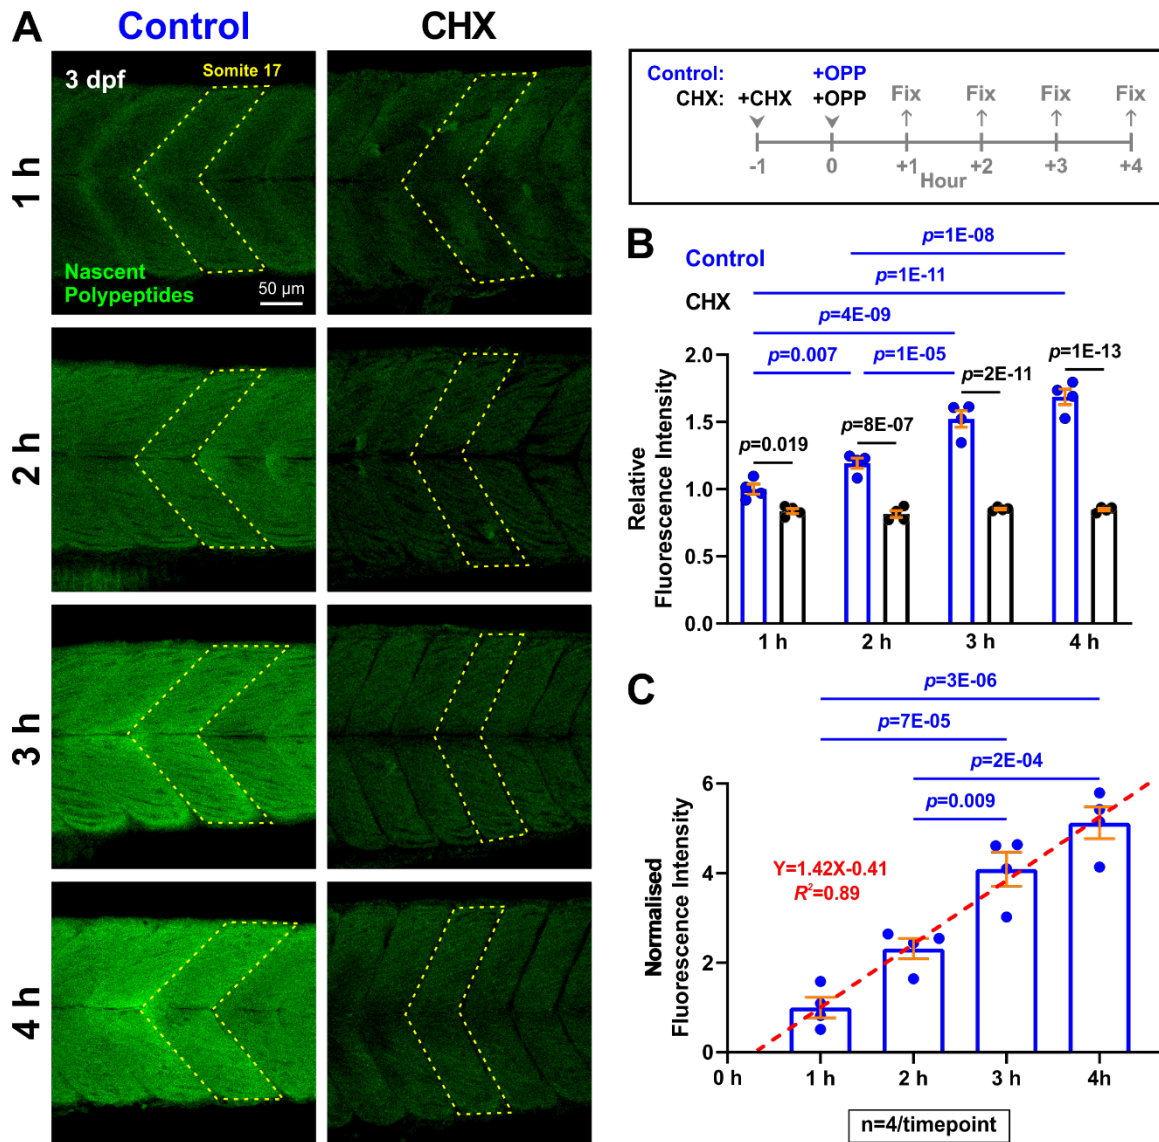 A
Control
CHX
3 dpf
Somite 17
Nascent
Polypeptides
50 µm
1 h
2 h
3 h
4 h
Control: +OPP
CHX: +CHX +OPP Fix Fix Fix Fix
-1 0 +1 +2 +3 +4
Hour
B
Control
CHX
p=1E-08
p=1E-11
p=4E-09
p=0.007
p=1E-05
p=1E-13
p=2E-11
p=8E-07
p=0.019
Relative
Fluorescence Intensity
2.0
1.5
1.0
0.5
0.0
1 h 2 h 3 h 4 h
C
p=3E-06
p=7E-05
p=2E-04
p=0.009
Y=1.42X-0.41
R²=0.89
Normalised
Fluorescence Intensity
6
4
2
0
0 h 1 h 2 h 3 h 4h
n=4/timepoint